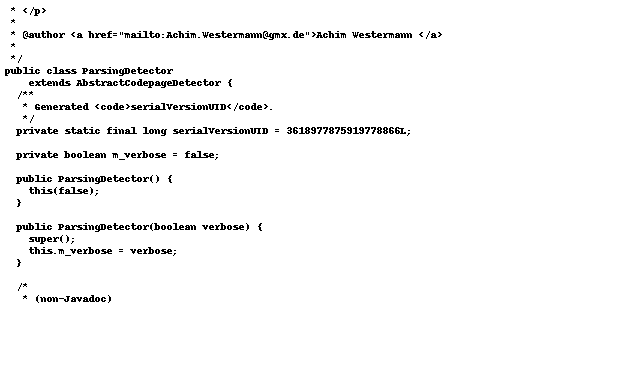 * </p>
 *
 * @author <a href="mailto:Achim.Westermann@gmx.de">Achim Westermann </a>
 *
 */
public class ParsingDetector
    extends AbstractCodepageDetector {
  /**
   * Generated <code>serialVersionUID</code>.
   */
  private static final long serialVersionUID = 3618977875919778866L;

  private boolean m_verbose = false;

  public ParsingDetector() {
    this(false);
  }

  public ParsingDetector(boolean verbose) {
    super();
    this.m_verbose = verbose;
  }

  /*
   * (non-Javadoc)